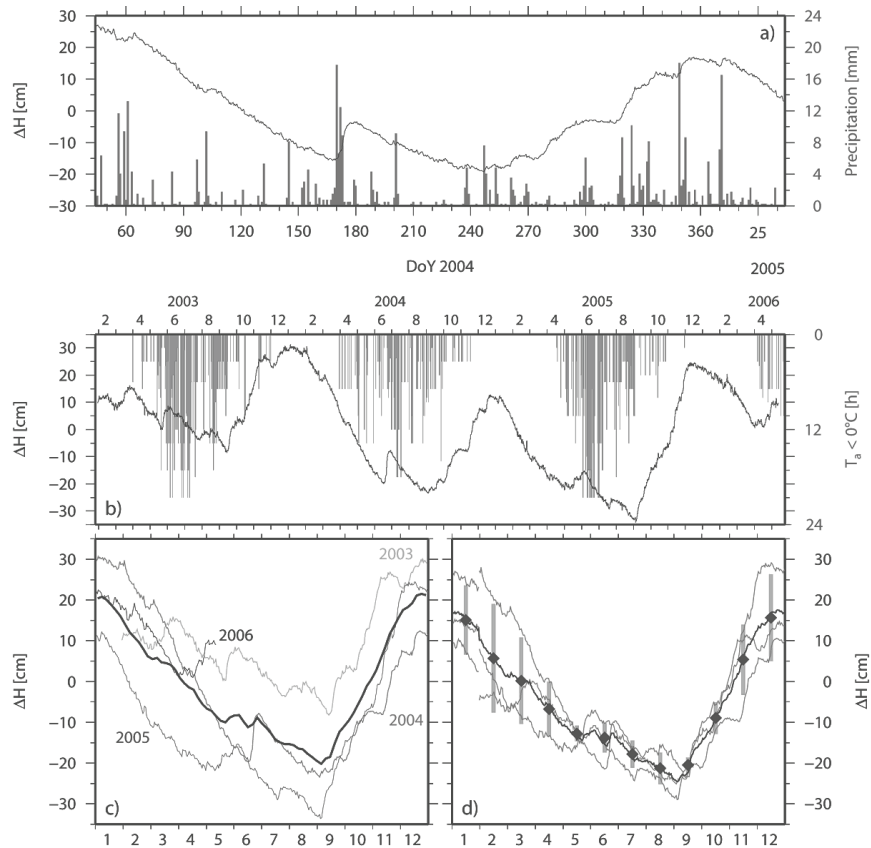 30 24
a)
20 20
10 16
0 12
−10 8
−20 4
−30 0
ΔH [cm]
Precipitation [mm]
60 90 120 150 180 210 240 270 300 330 360 25
DoY 2004 2005
2003 2004 2005 2006
2 4 6 8 10 12 2 4 6 8 10 12 2 4 6 8 10 12 2 4
30 0
20
10
0 12
−10
−20
−30 24
ΔH [cm]
Ta < 0°C [h]
b)
30 30
20 20
10 10
0 0
−10 −10
−20 −20
−30 −30
ΔH [cm]
ΔH [cm]
2003
2006
2004
2005
c) d)
1 2 3 4 5 6 7 8 9 10 11 12 1 2 3 4 5 6 7 8 9 10 11 12